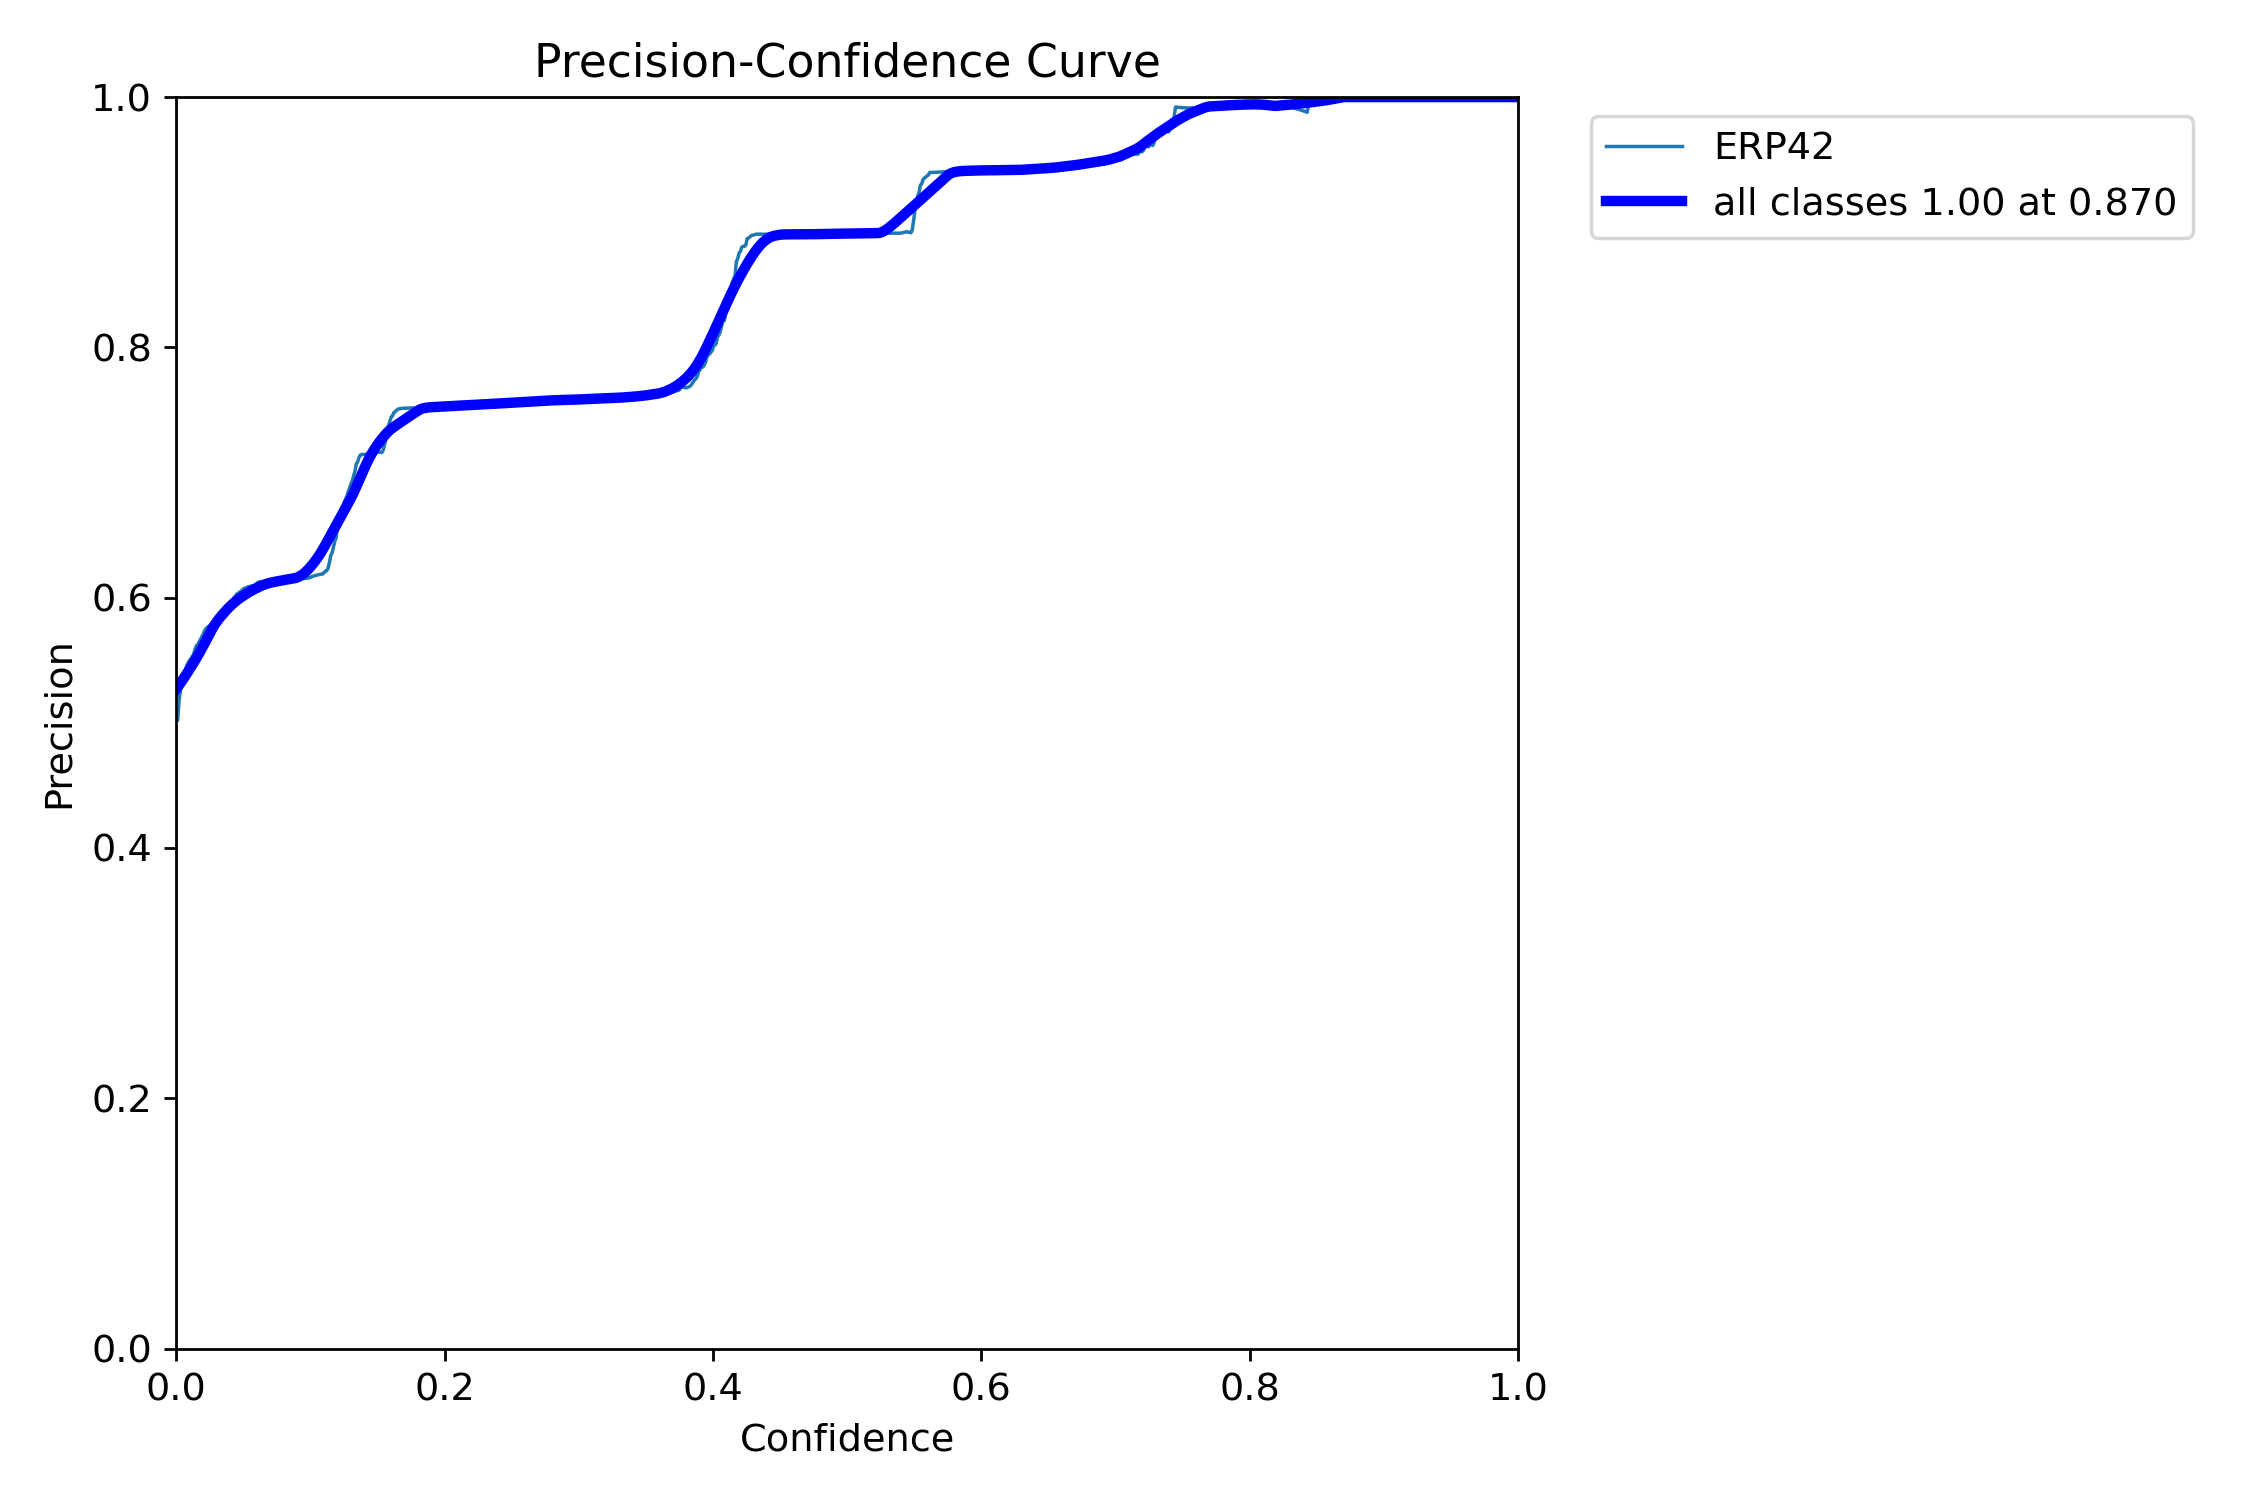 Precision-Confidence Curve
1.0
0.8
0.6
0.4
0.2
0.0
Precision
0.0 0.2 0.4 0.6 0.8 1.0
Confidence
ERP42
all classes 1.00 at 0.870